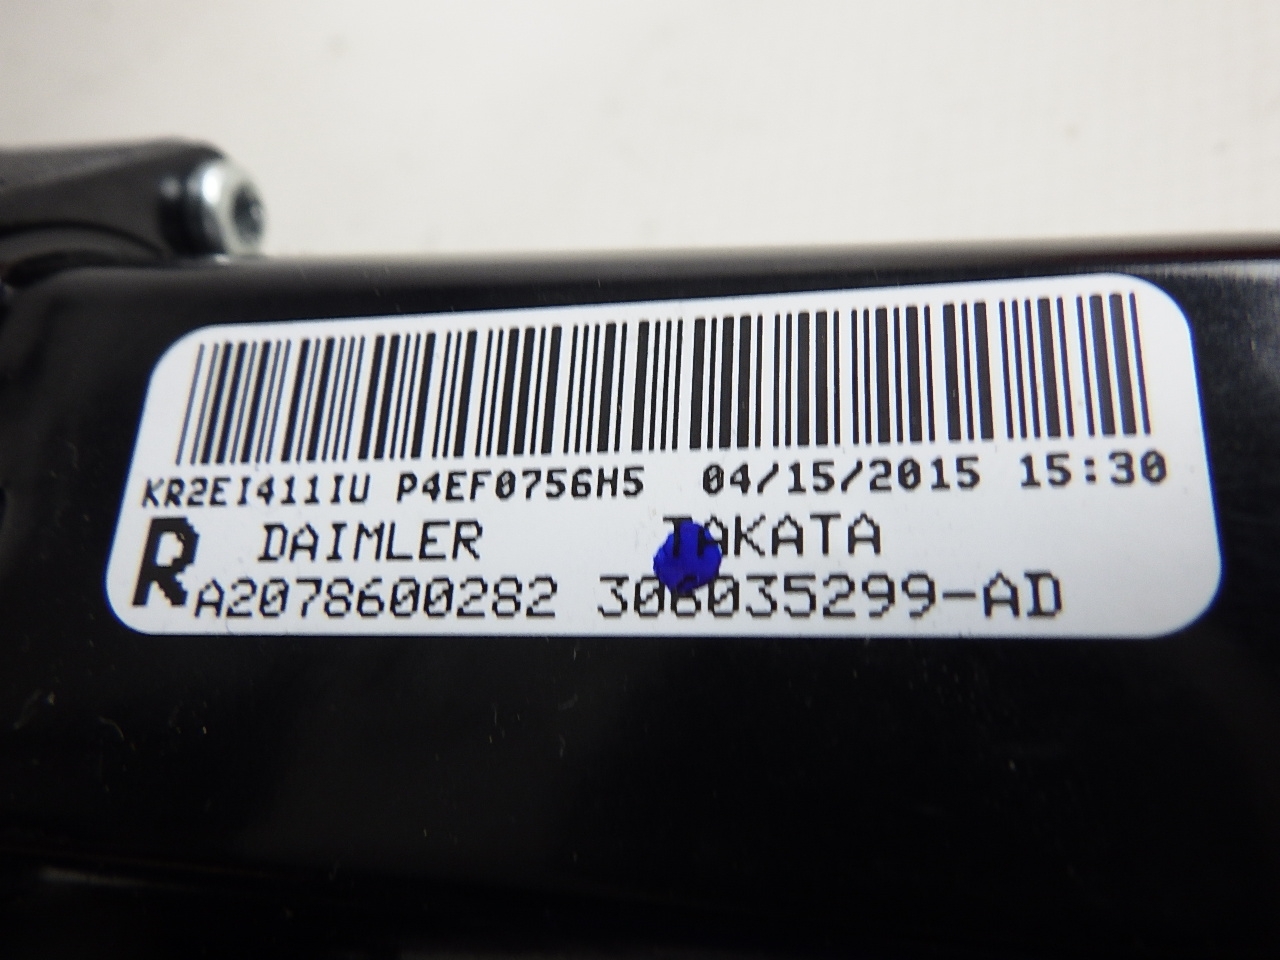 KR2EI411IU P4EF0756H5 04/15/2015 15:30
R DAIMLER TAKATA
A2078600282 306035299-AD